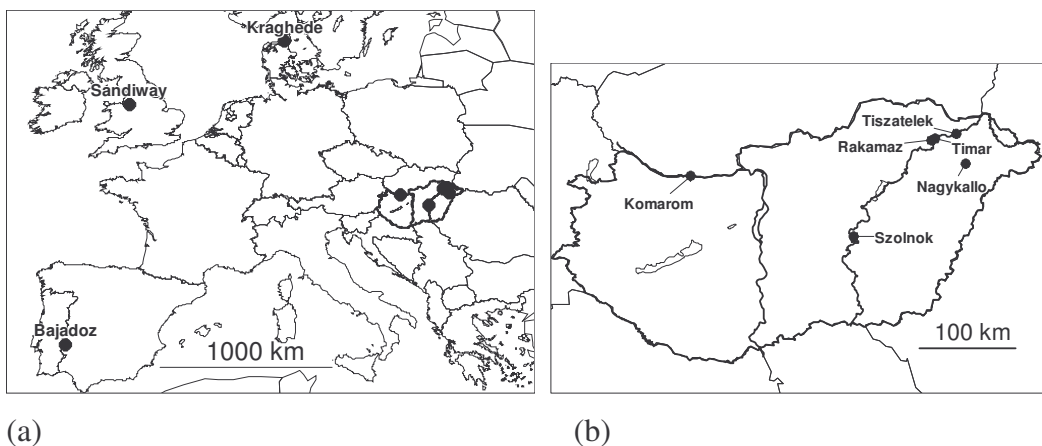 Kraghede
Sandiway
Bajadoz
1000 km
Tiszatelek
Rakamaz
Timar
Nagykallo
Komarom
Szolnok
100 km
(a)
(b)